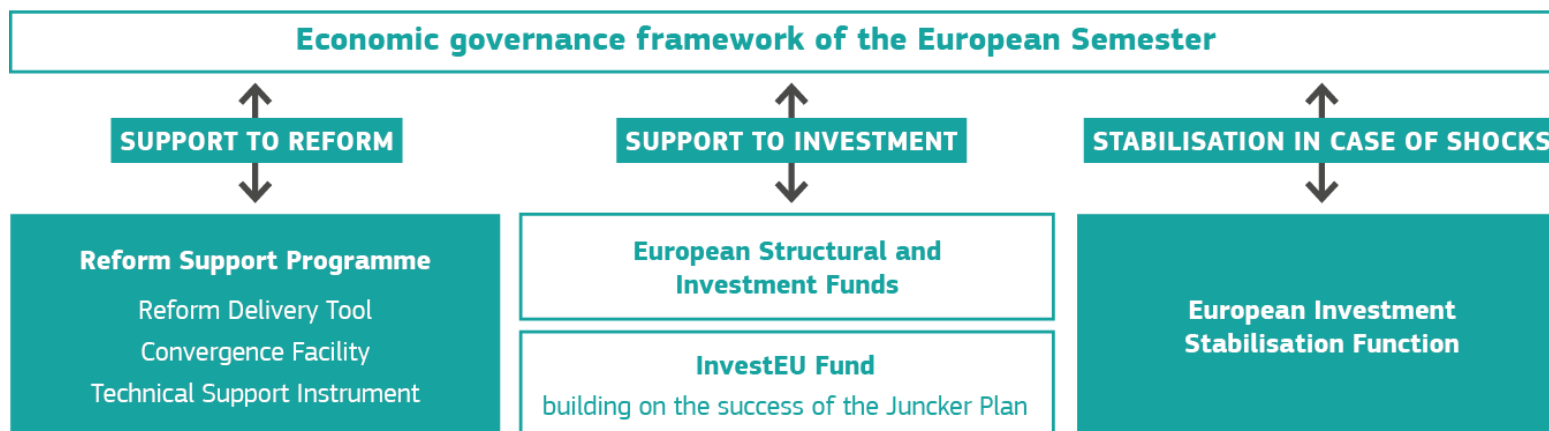 Economic governance framework of the European Semester
SUPPORT TO REFORM
SUPPORT TO INVESTMENT
STABILISATION IN CASE OF SHOCKS
Reform Support Programme
Reform Delivery Tool
Convergence Facility
Technical Support Instrument
European Structural and
Investment Funds
InvestEU Fund
building on the success of the Juncker Plan
European Investment
Stabilisation Function